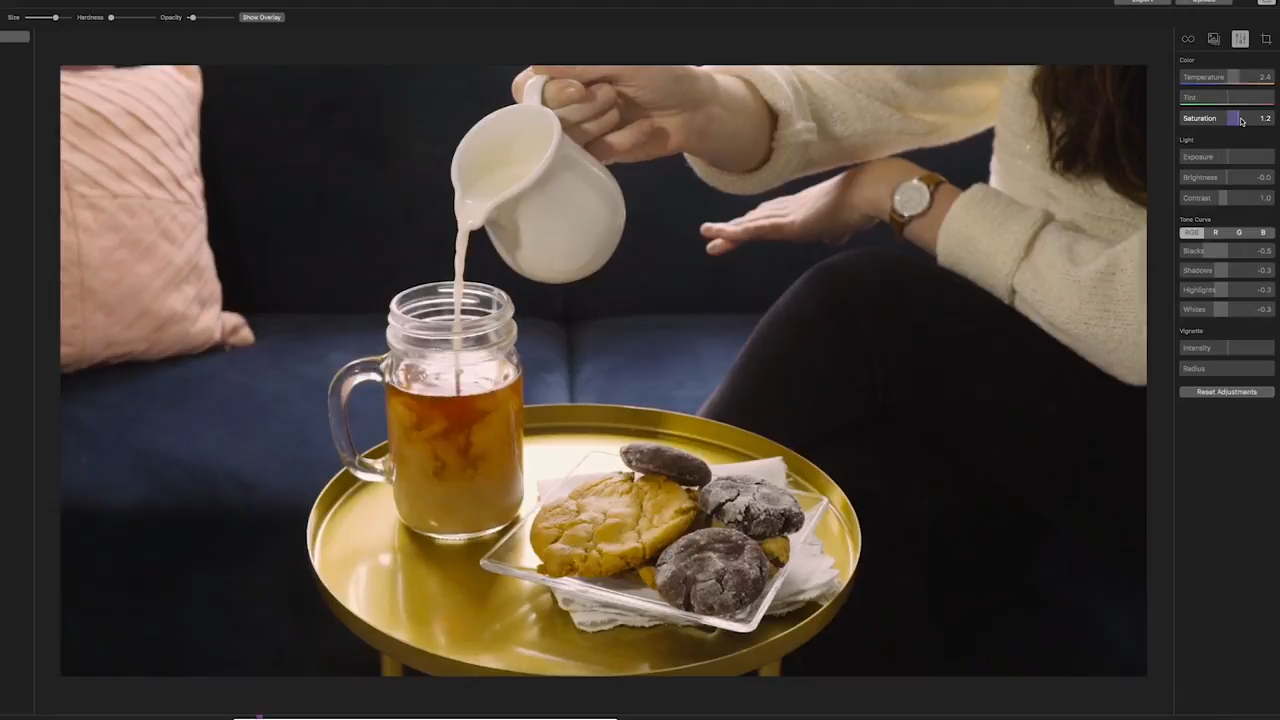 Size Hardness Opacity Show Overlay
Color
Temperature 2.4
Tint
Saturation 1.2
Light
Exposure
Brightness -0.0
Contrast 1.0
Tone Curve
RGB R G B
Blacks -0.5
Shadows -0.3
Highlights -0.3
Whites -0.3
Vignette
Intensity
Radius
Reset Adjustments